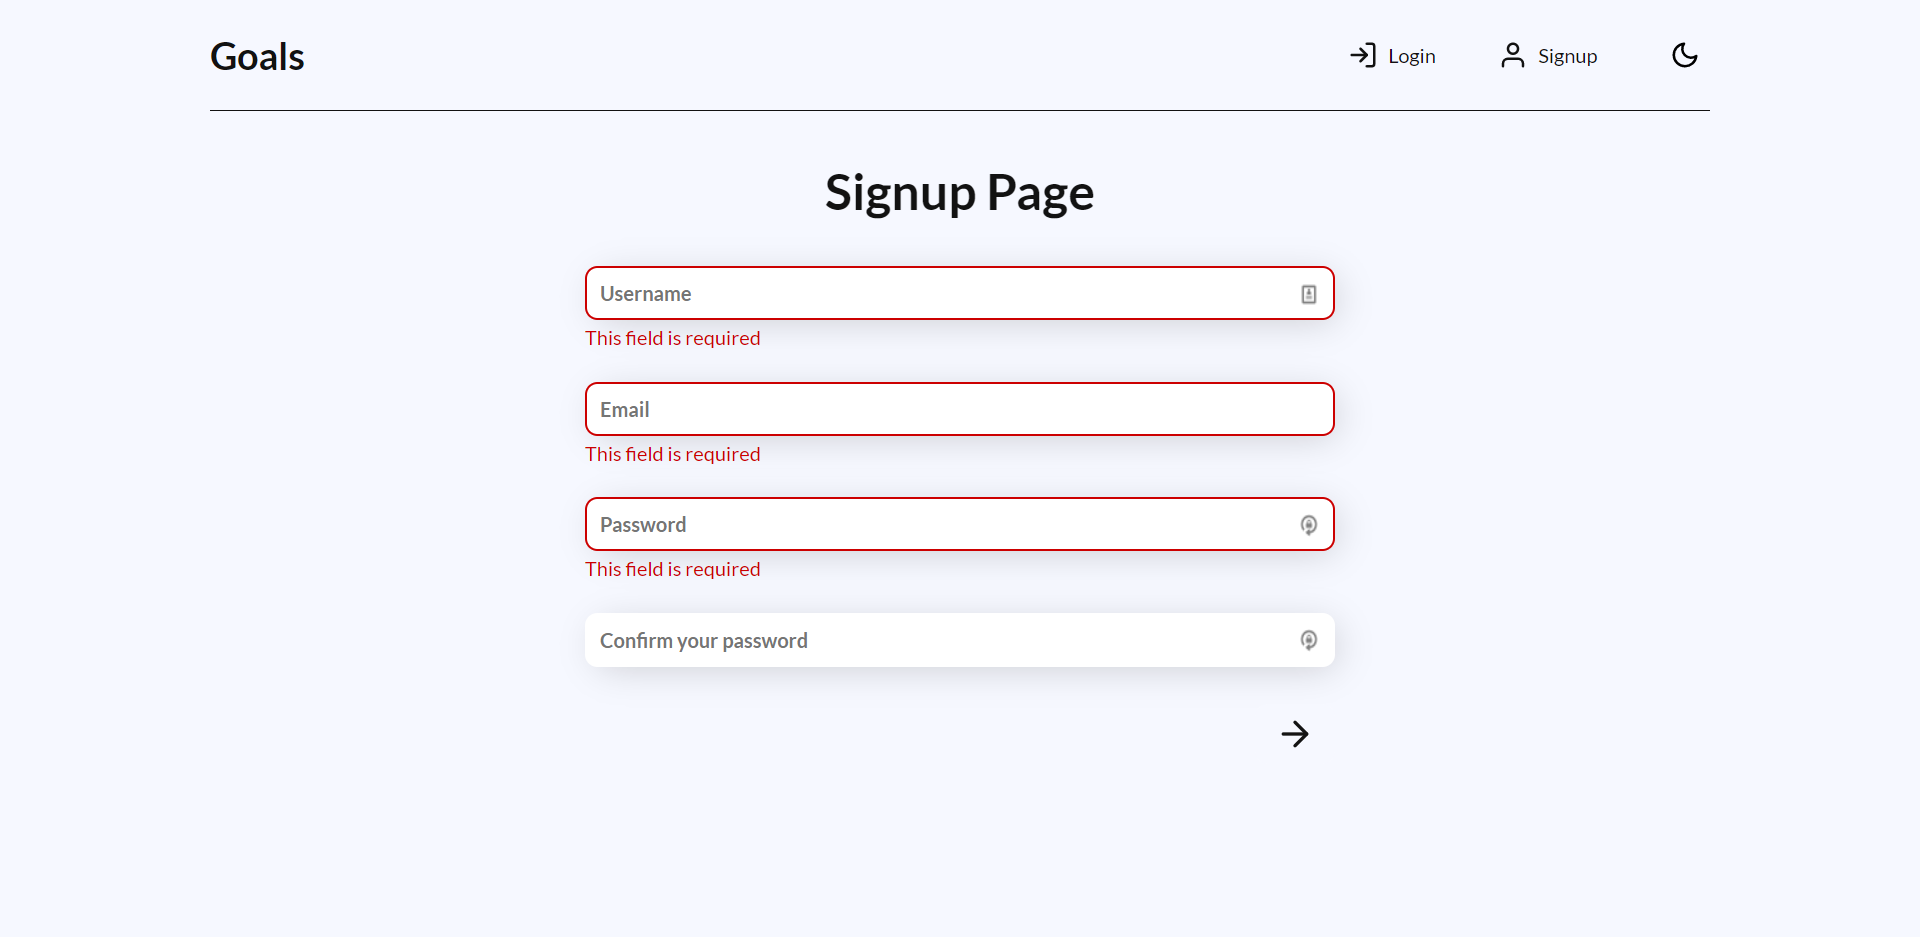 Goals
Login
Signup
Signup Page
Username
This field is required
Email
This field is required
Password
This field is required
Confirm your password